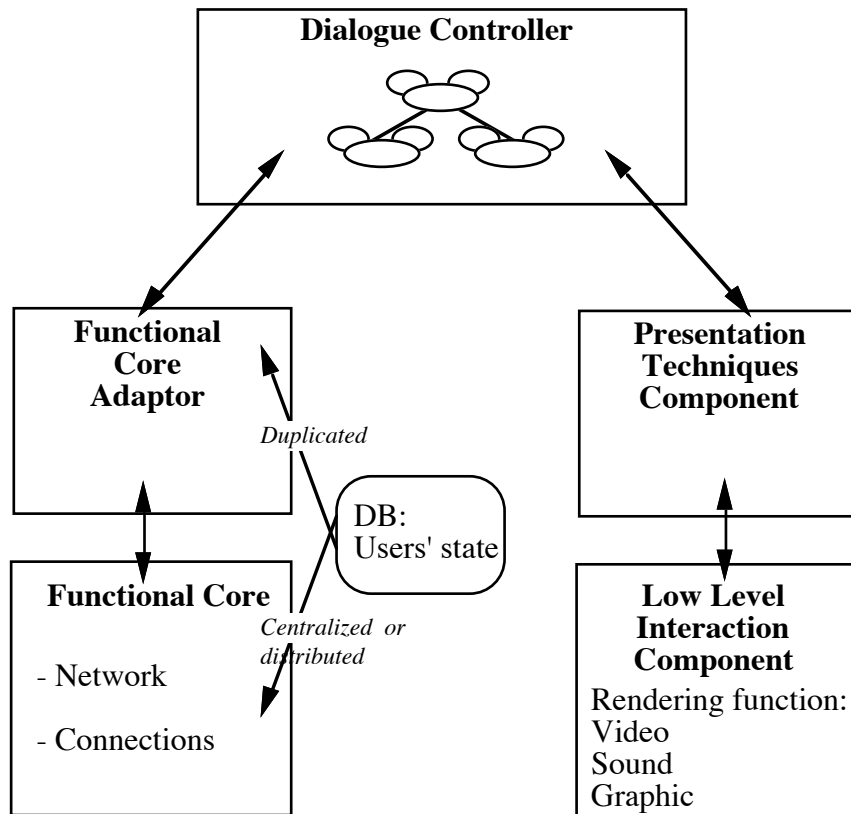 Dialogue Controller
Functional
Core
Adaptor
Presentation
Techniques
Component
Duplicated
DB:
Users' state
Functional Core
- Network
- Connections
Centralized or
distributed
Low Level
Interaction
Component
Rendering function:
Video
Sound
Graphic